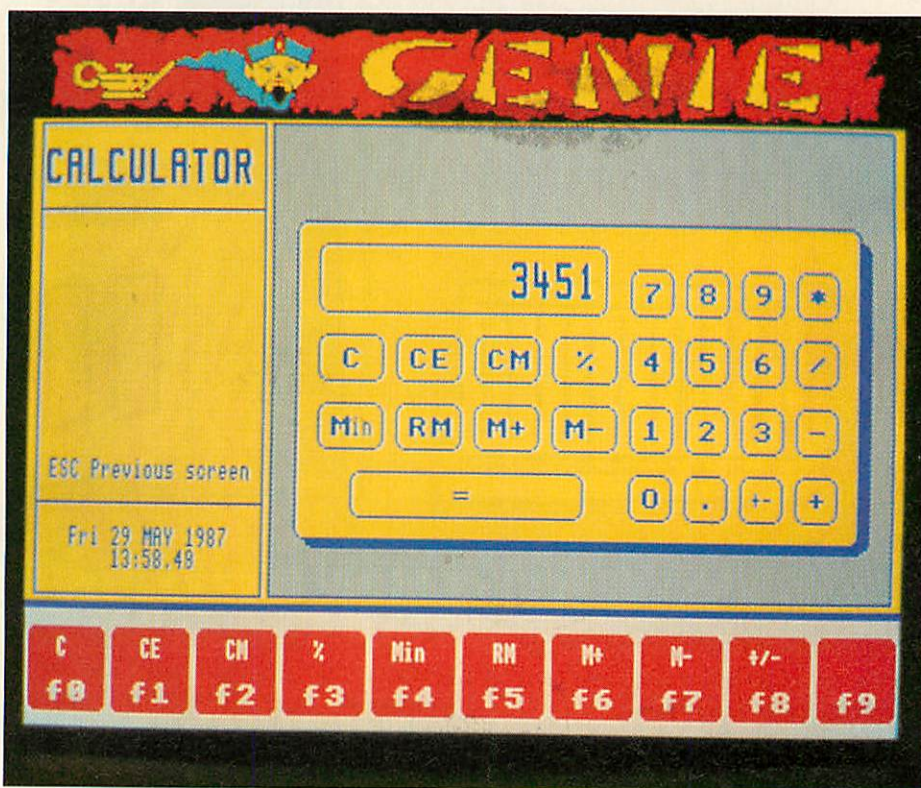 GENIE
CALCULATOR
3451
7 8 9 *
C CE CM % 4 5 6 /
Min RM M+ M- 1 2 3 -
= 0 . +- +
ESC Previous screen
Fri 29 MAY 1987
13:58.49
C CE CM % Min RM M+ M- +/-
f0 f1 f2 f3 f4 f5 f6 f7 f8 f9